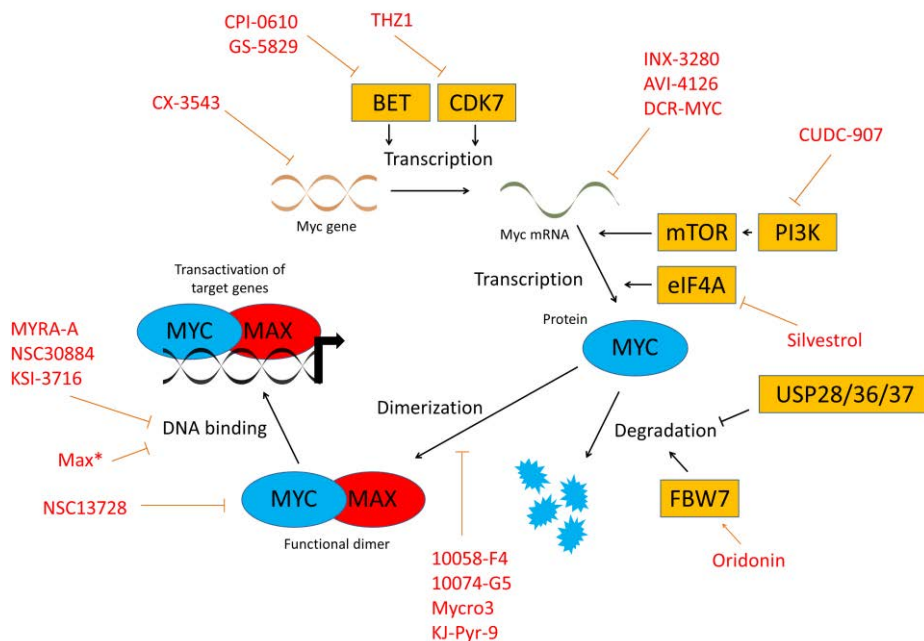 CPI-0610
GS-5829
THZ1
INX-3280
AVI-4126
DCR-MYC
CX-3543
BET
CDK7
CUDC-907
Transcription
Myc gene
Myc mRNA
mTOR
PI3K
Transactivation of
target genes
Transcription
eIF4A
MYC
MAX
Protein
MYRA-A
NSC30884
KSI-3716
MYC
Silvestrol
USP28/36/37
Dimerization
DNA binding
Degradation
Max*
NSC13728
MYC
MAX
FBW7
Functional dimer
Oridonin
10058-F4
10074-G5
Mycro3
KJ-Pyr-9